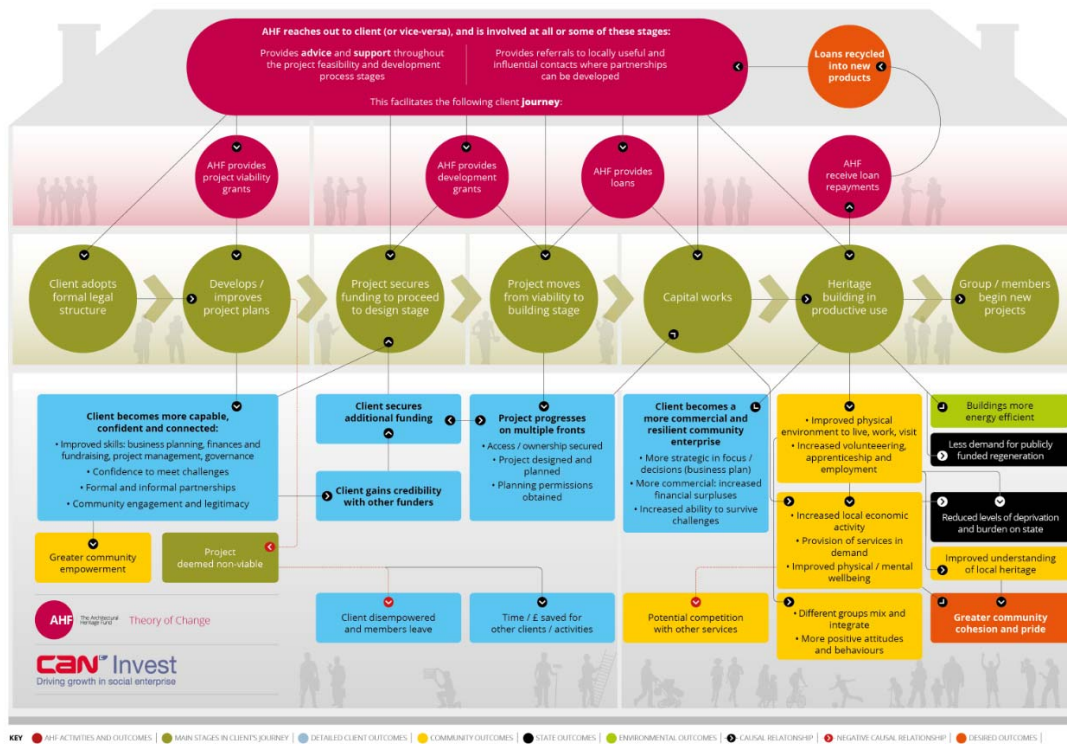 AHF reaches out to client (or vice-versa), and is involved at all or some of these stages:
Provides advice and support throughout
the project feasibility and development
process stages
Provides referrals to locally useful and
influential contacts where partnerships
can be developed
This facilitates the following client journey:
Loans recycled
into new
products
AHF provides
project viability
grants
AHF provides
development
grants
AHF provides
loans
AHF
receive loan
repayments
Client adopts
formal legal
structure
Develops /
improves
project plans
Project secures
funding to proceed
to design stage
Project moves
from viability to
building stage
Capital works
Heritage
building in
productive use
Group / members
begin new
projects
Client becomes more capable,
confident and connected:
• Improved skills: business planning, finances and
fundraising, project management, governance
• Confidence to meet challenges
• Formal and informal partnerships
• Community engagement and legitimacy
Client secures
additional funding
Client gains credibility
with other funders
Project progresses
on multiple fronts
• Access / ownership secured
• Project designed and
planned
• Planning permissions
obtained
Client becomes a
more commercial and
resilient community
enterprise
• More strategic in focus /
decisions (business plan)
• More commercial: increased
financial surpluses
• Increased ability to survive
challenges
• Improved physical
environment to live, work, visit
• Increased volunteering,
apprenticeship and
employment
• Increased local economic
activity
• Provision of services in
demand
• Improved physical / mental
wellbeing
• Different groups mix and
integrate
• More positive attitudes
and behaviours
Buildings more
energy efficient
Less demand for publicly
funded regeneration
Reduced levels of deprivation
and burden on state
Improved understanding
of local heritage
Greater community
cohesion and pride
Greater community
empowerment
Project
deemed non-viable
Client disempowered
and members leave
Time / £ saved for
other clients / activities
Potential competition
with other services
AHF
The Architectural
Heritage Fund
Theory of Change
CAN Invest
Driving growth in social enterprise
KEY AHF ACTIVITIES AND OUTCOMES | MAIN STAGES IN CLIENTS JOURNEY | DETAILED CLIENT OUTCOMES | COMMUNITY OUTCOMES | STATE OUTCOMES | ENVIRONMENTAL OUTCOMES | CAUSAL RELATIONSHIP | NEGATIVE CAUSAL RELATIONSHIP | DESIRED OUTCOMES |